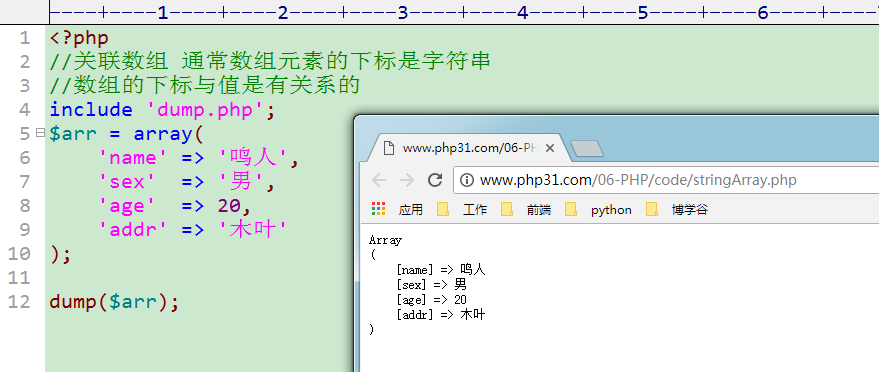 ----+----1----+----2----+----3----+----4----+----5----+----6----+----7
1 <?php
2 //关联数组 通常数组元素的下标是字符串
3 //数组的下标与值是有关系的
4 include 'dump.php';
5 $arr = array(
6     'name' => '鸣人',
7     'sex'  => '男',
8     'age'  => 20,
9     'addr' => '木叶'
10 );
11
12 dump($arr);
www.php31.com/06-PH
www.php31.com/06-PHP/code/stringArray.php
应用 工作 前端 python 博学谷
Array
(
    [name] => 鸣人
    [sex] => 男
    [age] => 20
    [addr] => 木叶
)